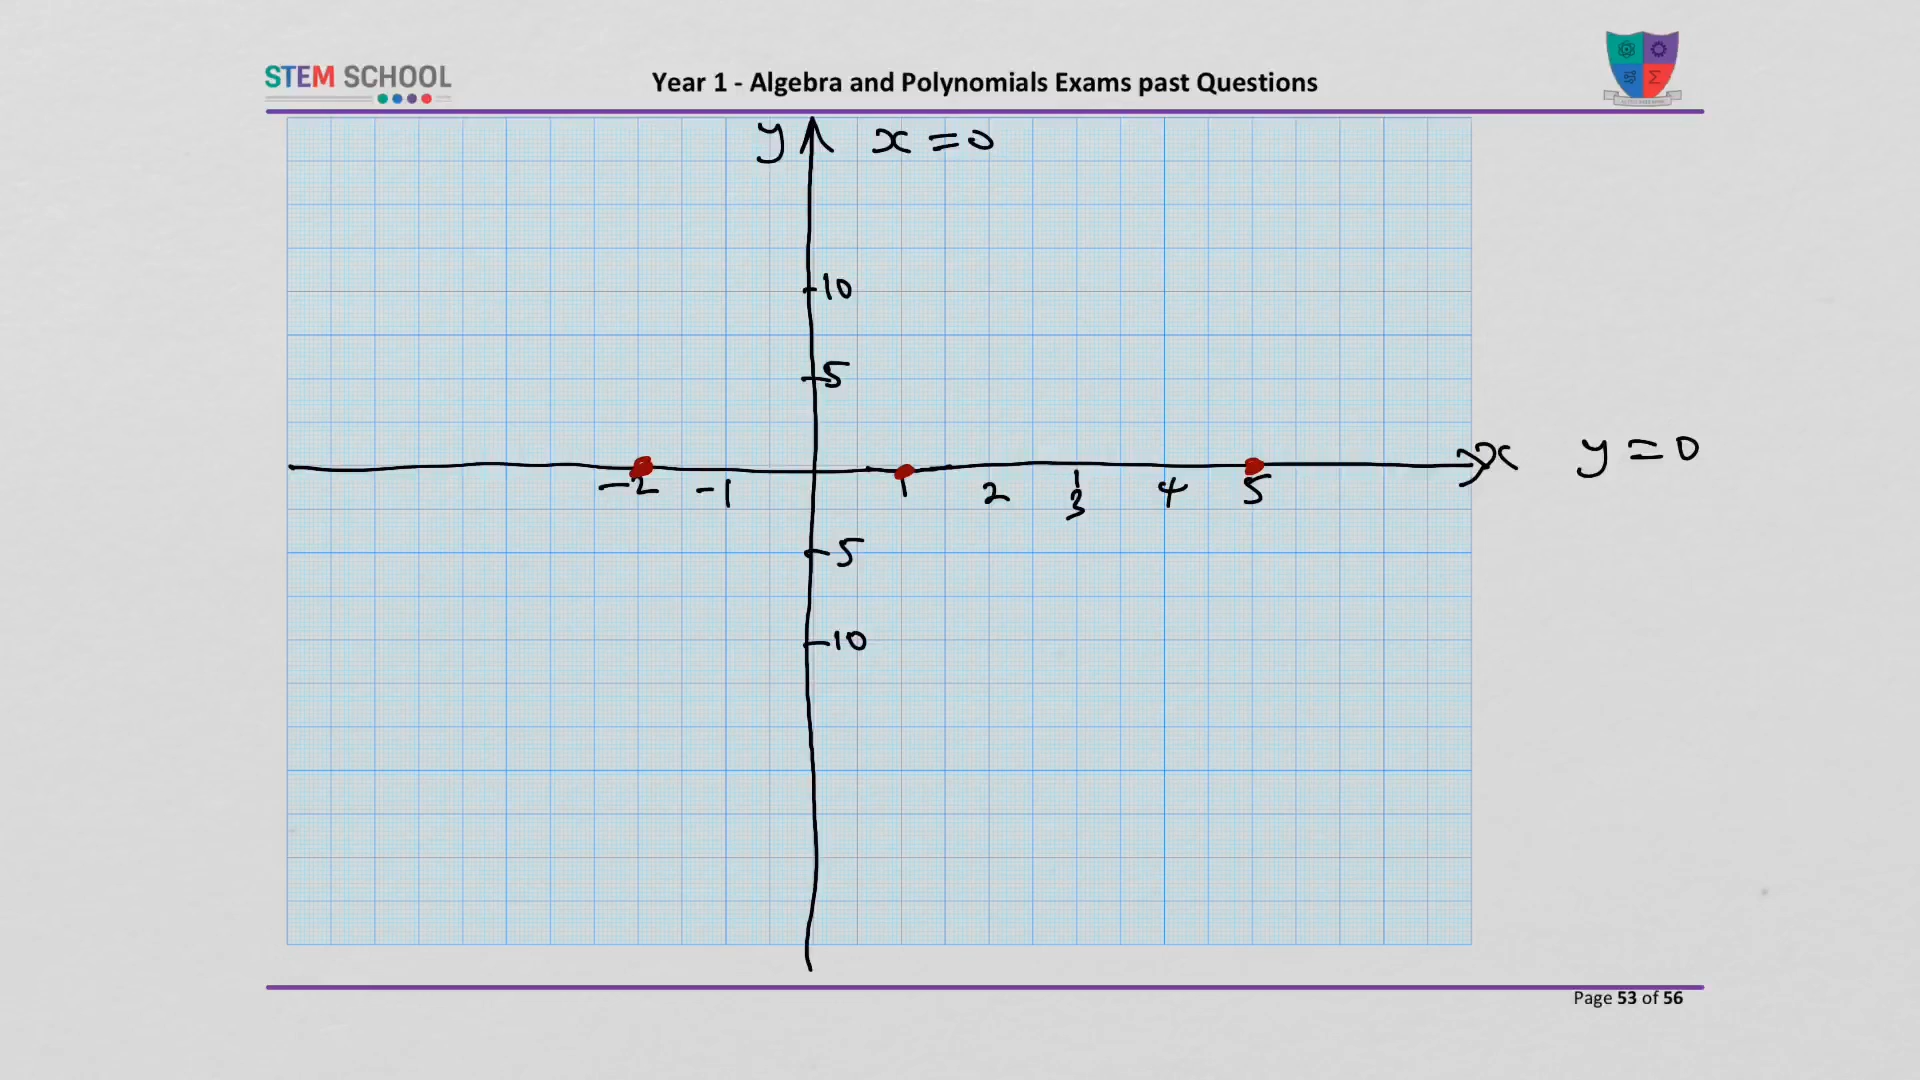 STEM SCHOOL
Year 1 - Algebra and Polynomials Exams past Questions
y x = 0
10
5
x y = 0
-2 -1 1 2 3 4 5
-5
-10
Page 53 of 56